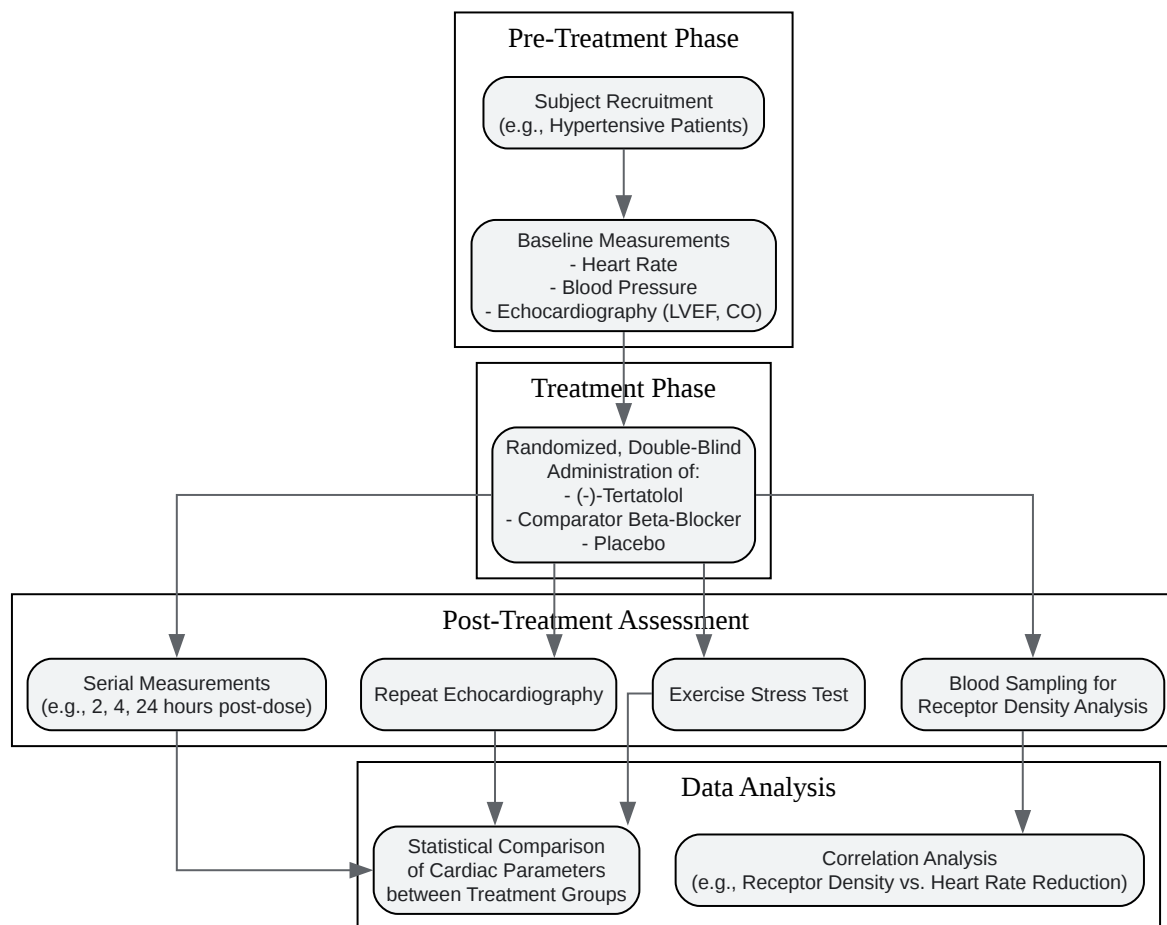 Pre-Treatment Phase
Subject Recruitment
(e.g., Hypertensive Patients)
Baseline Measurements
- Heart Rate
- Blood Pressure
- Echocardiography (LVEF, CO)
Treatment Phase
Randomized, Double-Blind
Administration of:
- (-)-Tertatolol
- Comparator Beta-Blocker
- Placebo
Post-Treatment Assessment
Serial Measurements
(e.g., 2, 4, 24 hours post-dose)
Repeat Echocardiography
Exercise Stress Test
Blood Sampling for
Receptor Density Analysis
Data Analysis
Statistical Comparison
of Cardiac Parameters
between Treatment Groups
Correlation Analysis
(e.g., Receptor Density vs. Heart Rate Reduction)